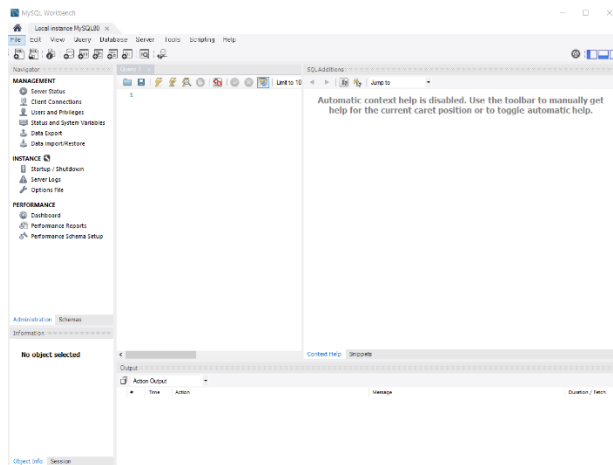 MySQL Workbench
Local instance MySQL80 ×
File Edit View Query Database Server Tools Scripting Help
Navigator
MANAGEMENT
Server Status
Client Connections
Users and Privileges
Status and System Variables
Data Export
Data Import/Restore
INSTANCE
Startup / Shutdown
Server Logs
Options File
PERFORMANCE
Dashboard
Performance Reports
Performance Schema Setup
Administration Schemas
Information
No object selected
Object Info Session
Query 1
Limit to 10
1
SQLAdditions
Jump to
Automatic context help is disabled. Use the toolbar to manually get
help for the current caret position or to toggle automatic help.
Context Help Snippets
Output
Action Output
# Time Action Message Duration / Fetch